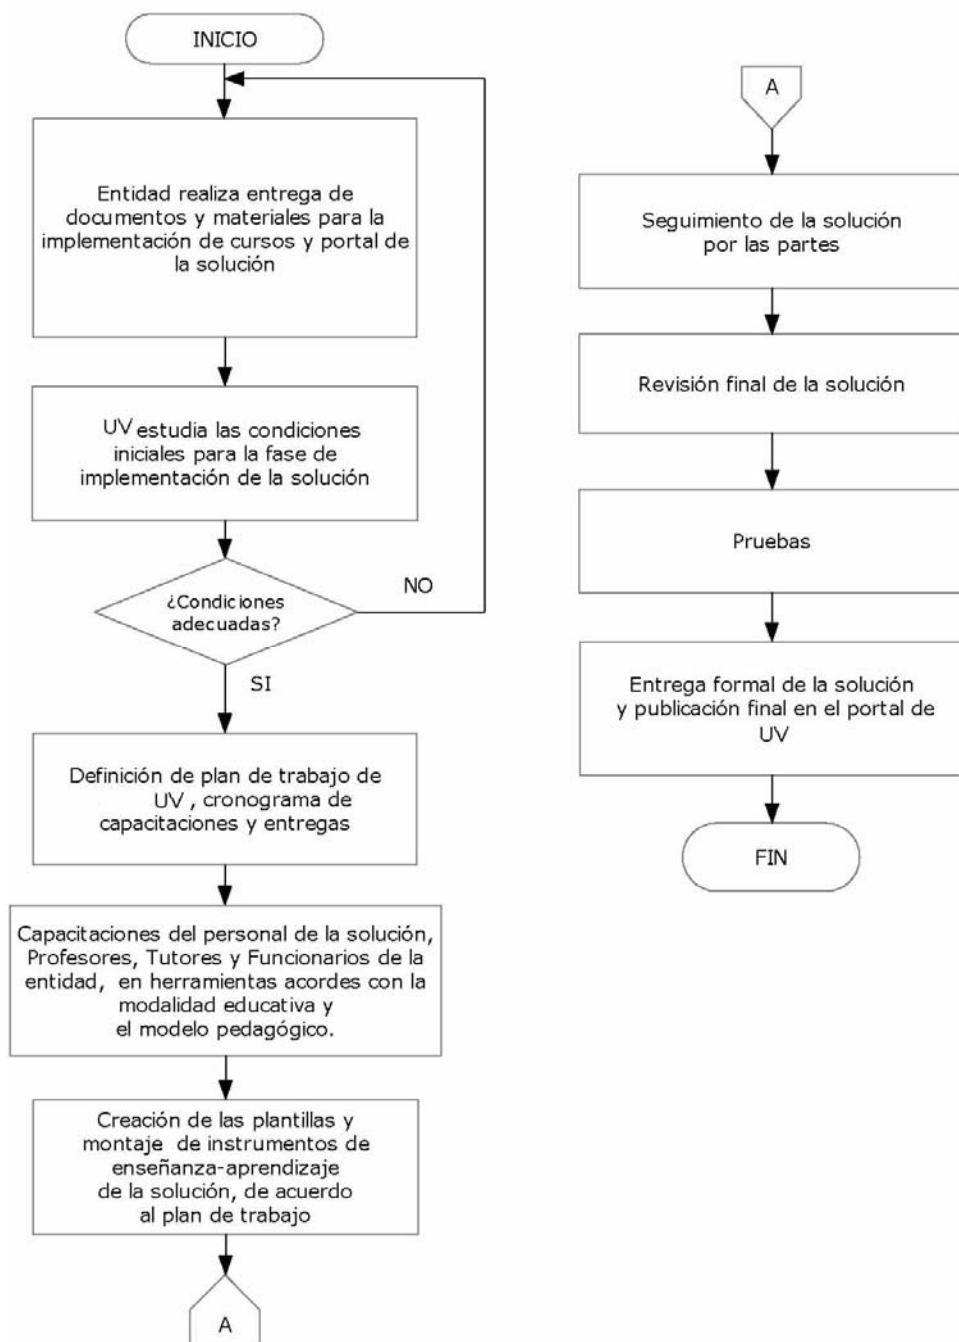 INICIO
Entidad realiza entrega de
documentos y materiales para la
implementación de cursos y portal de
la solución
UV estudia las condiciones
iniciales para la fase de
implementación de la solución
¿Condiciones
adecuadas?
NO
SI
Definición de plan de trabajo de
UV , cronograma de
capacitaciones y entregas
Capacitaciones del personal de la solución,
Profesores, Tutores y Funcionarios de la
entidad, en herramientas acordes con la
modalidad educativa y
el modelo pedagógico.
Creación de las plantillas y
montaje de instrumentos de
enseñanza-aprendizaje
de la solución, de acuerdo
al plan de trabajo
A
A
Seguimiento de la solución
por las partes
Revisión final de la solución
Pruebas
Entrega formal de la solución
y publicación final en el portal de
UV
FIN